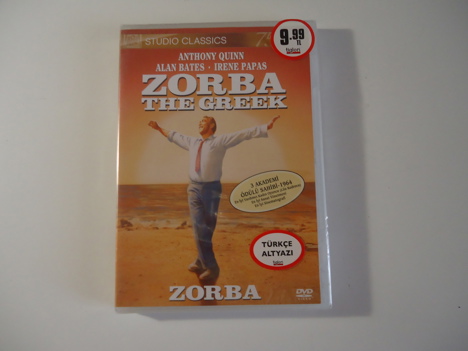 STUDIO CLASSICS
9.99
TL
ANTHONY QUINN
ALAN BATES · IRENE PAPAS
ZORBA
THE GREEK
3 AKADEMİ
ÖDÜLÜ SAHİBİ-1964
TÜRKÇE
ALTYAZI
ZORBA
DVD